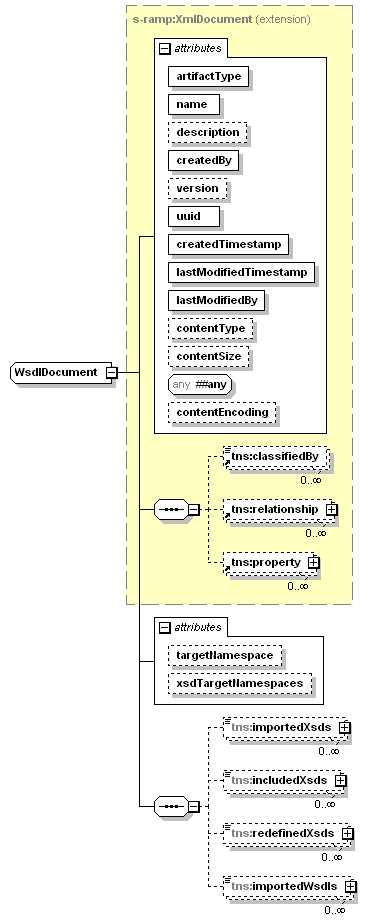 s-ramp:XmlDocument (extension)
attributes
artifactType
name
description
createdBy
version
uuid
createdTimestamp
lastModifiedTimestamp
lastModifiedBy
contentType
contentSize
any ##any
contentEncoding
WsdlDocument
tns:classifiedBy
0..∞
tns:relationship
0..∞
tns:property
0..∞
attributes
targetNamespace
xsdTargetNamespaces
tns:importedXsds
0..∞
tns:includedXsds
0..∞
tns:redefinedXsds
0..∞
tns:importedWsdls
0..∞